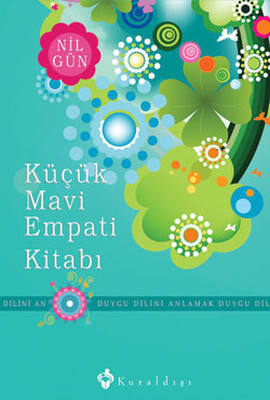 NİL
GÜN
Küçük
Mavi
Empati
Kitabı
DİLİNİ AN DUYGU DİLİNİ ANLAMAK DUYGU DİL
Kuraldışı